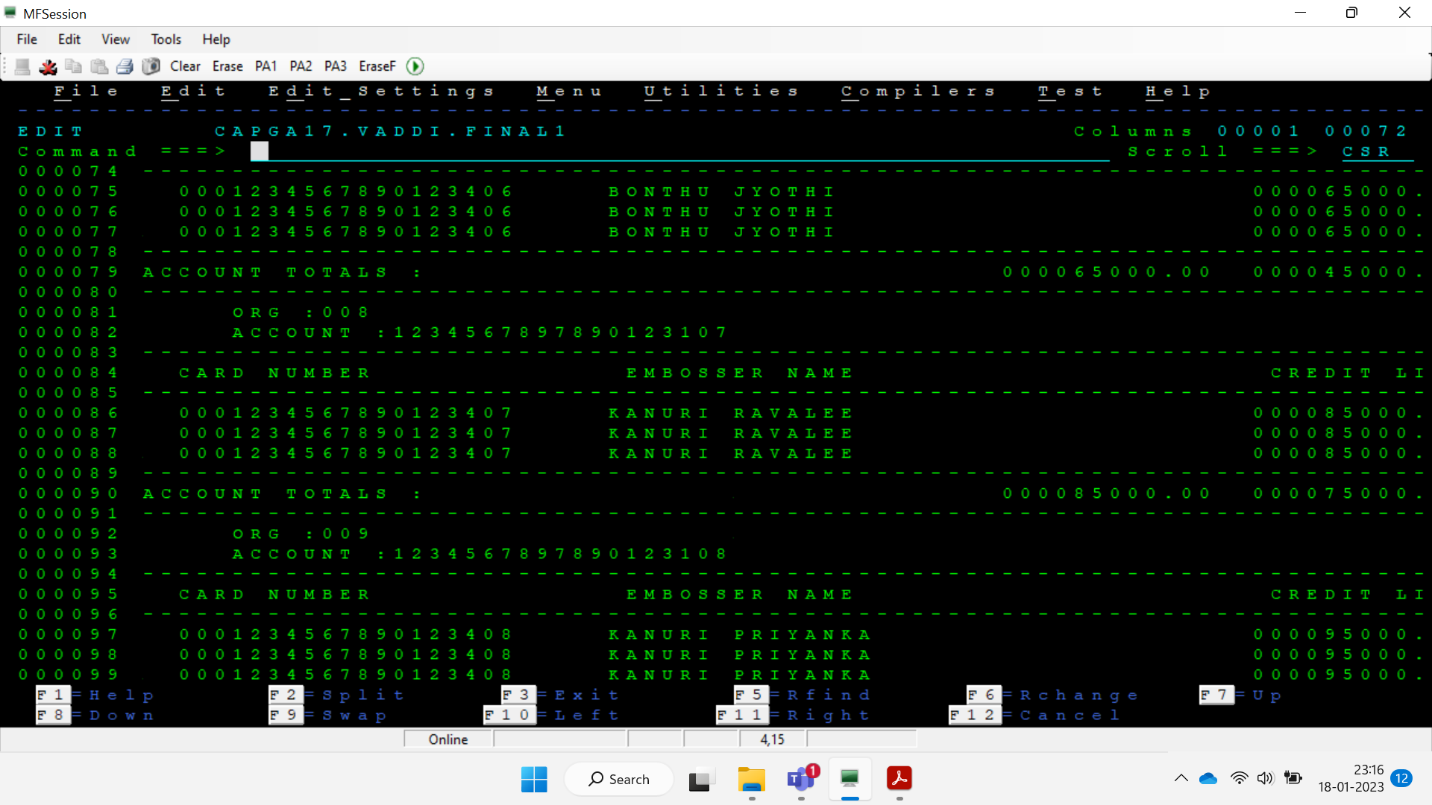 MFSession
File Edit View Tools Help
Clear Erase PA1 PA2 PA3 EraseF
File Edit Edit_Settings Menu Utilities Compilers Test Help
EDIT CAPGA17.VADDI.FINAL1 Columns 00001 00072
Command ===> Scroll ===> CSR
000074 ------------------------------------------------------------------------
000075 0001234567890123406 BONTHU JYOTHI 000065000.
000076 0001234567890123406 BONTHU JYOTHI 000065000.
000077 0001234567890123406 BONTHU JYOTHI 000065000.
000078 ------------------------------------------------------------------------
000079 ACCOUNT TOTALS : 000065000.00 000045000.
000080 ------------------------------------------------------------------------
000081 ORG :008
000082 ACCOUNT :1234567897890123107
000083 ------------------------------------------------------------------------
000084 CARD NUMBER EMBOSSER NAME CREDIT LI
000085 ------------------------------------------------------------------------
000086 0001234567890123407 KANURI RAVALEE 000085000.
000087 0001234567890123407 KANURI RAVALEE 000085000.
000088 0001234567890123407 KANURI RAVALEE 000085000.
000089 ------------------------------------------------------------------------
000090 ACCOUNT TOTALS : 000085000.00 000075000.
000091 ------------------------------------------------------------------------
000092 ORG :009
000093 ACCOUNT :1234567897890123108
000094 ------------------------------------------------------------------------
000095 CARD NUMBER EMBOSSER NAME CREDIT LI
000096 ------------------------------------------------------------------------
000097 0001234567890123408 KANURI PRIYANKA 000095000.
000098 0001234567890123408 KANURI PRIYANKA 000095000.
000099 0001234567890123408 KANURI PRIYANKA 000095000.
F1=Help F2=Split F3=Exit F5=Rfind F6=Rchange F7=Up
F8=Down F9=Swap F10=Left F11=Right F12=Cancel
Online 4,15
Search 1 23:16
18-01-2023 12